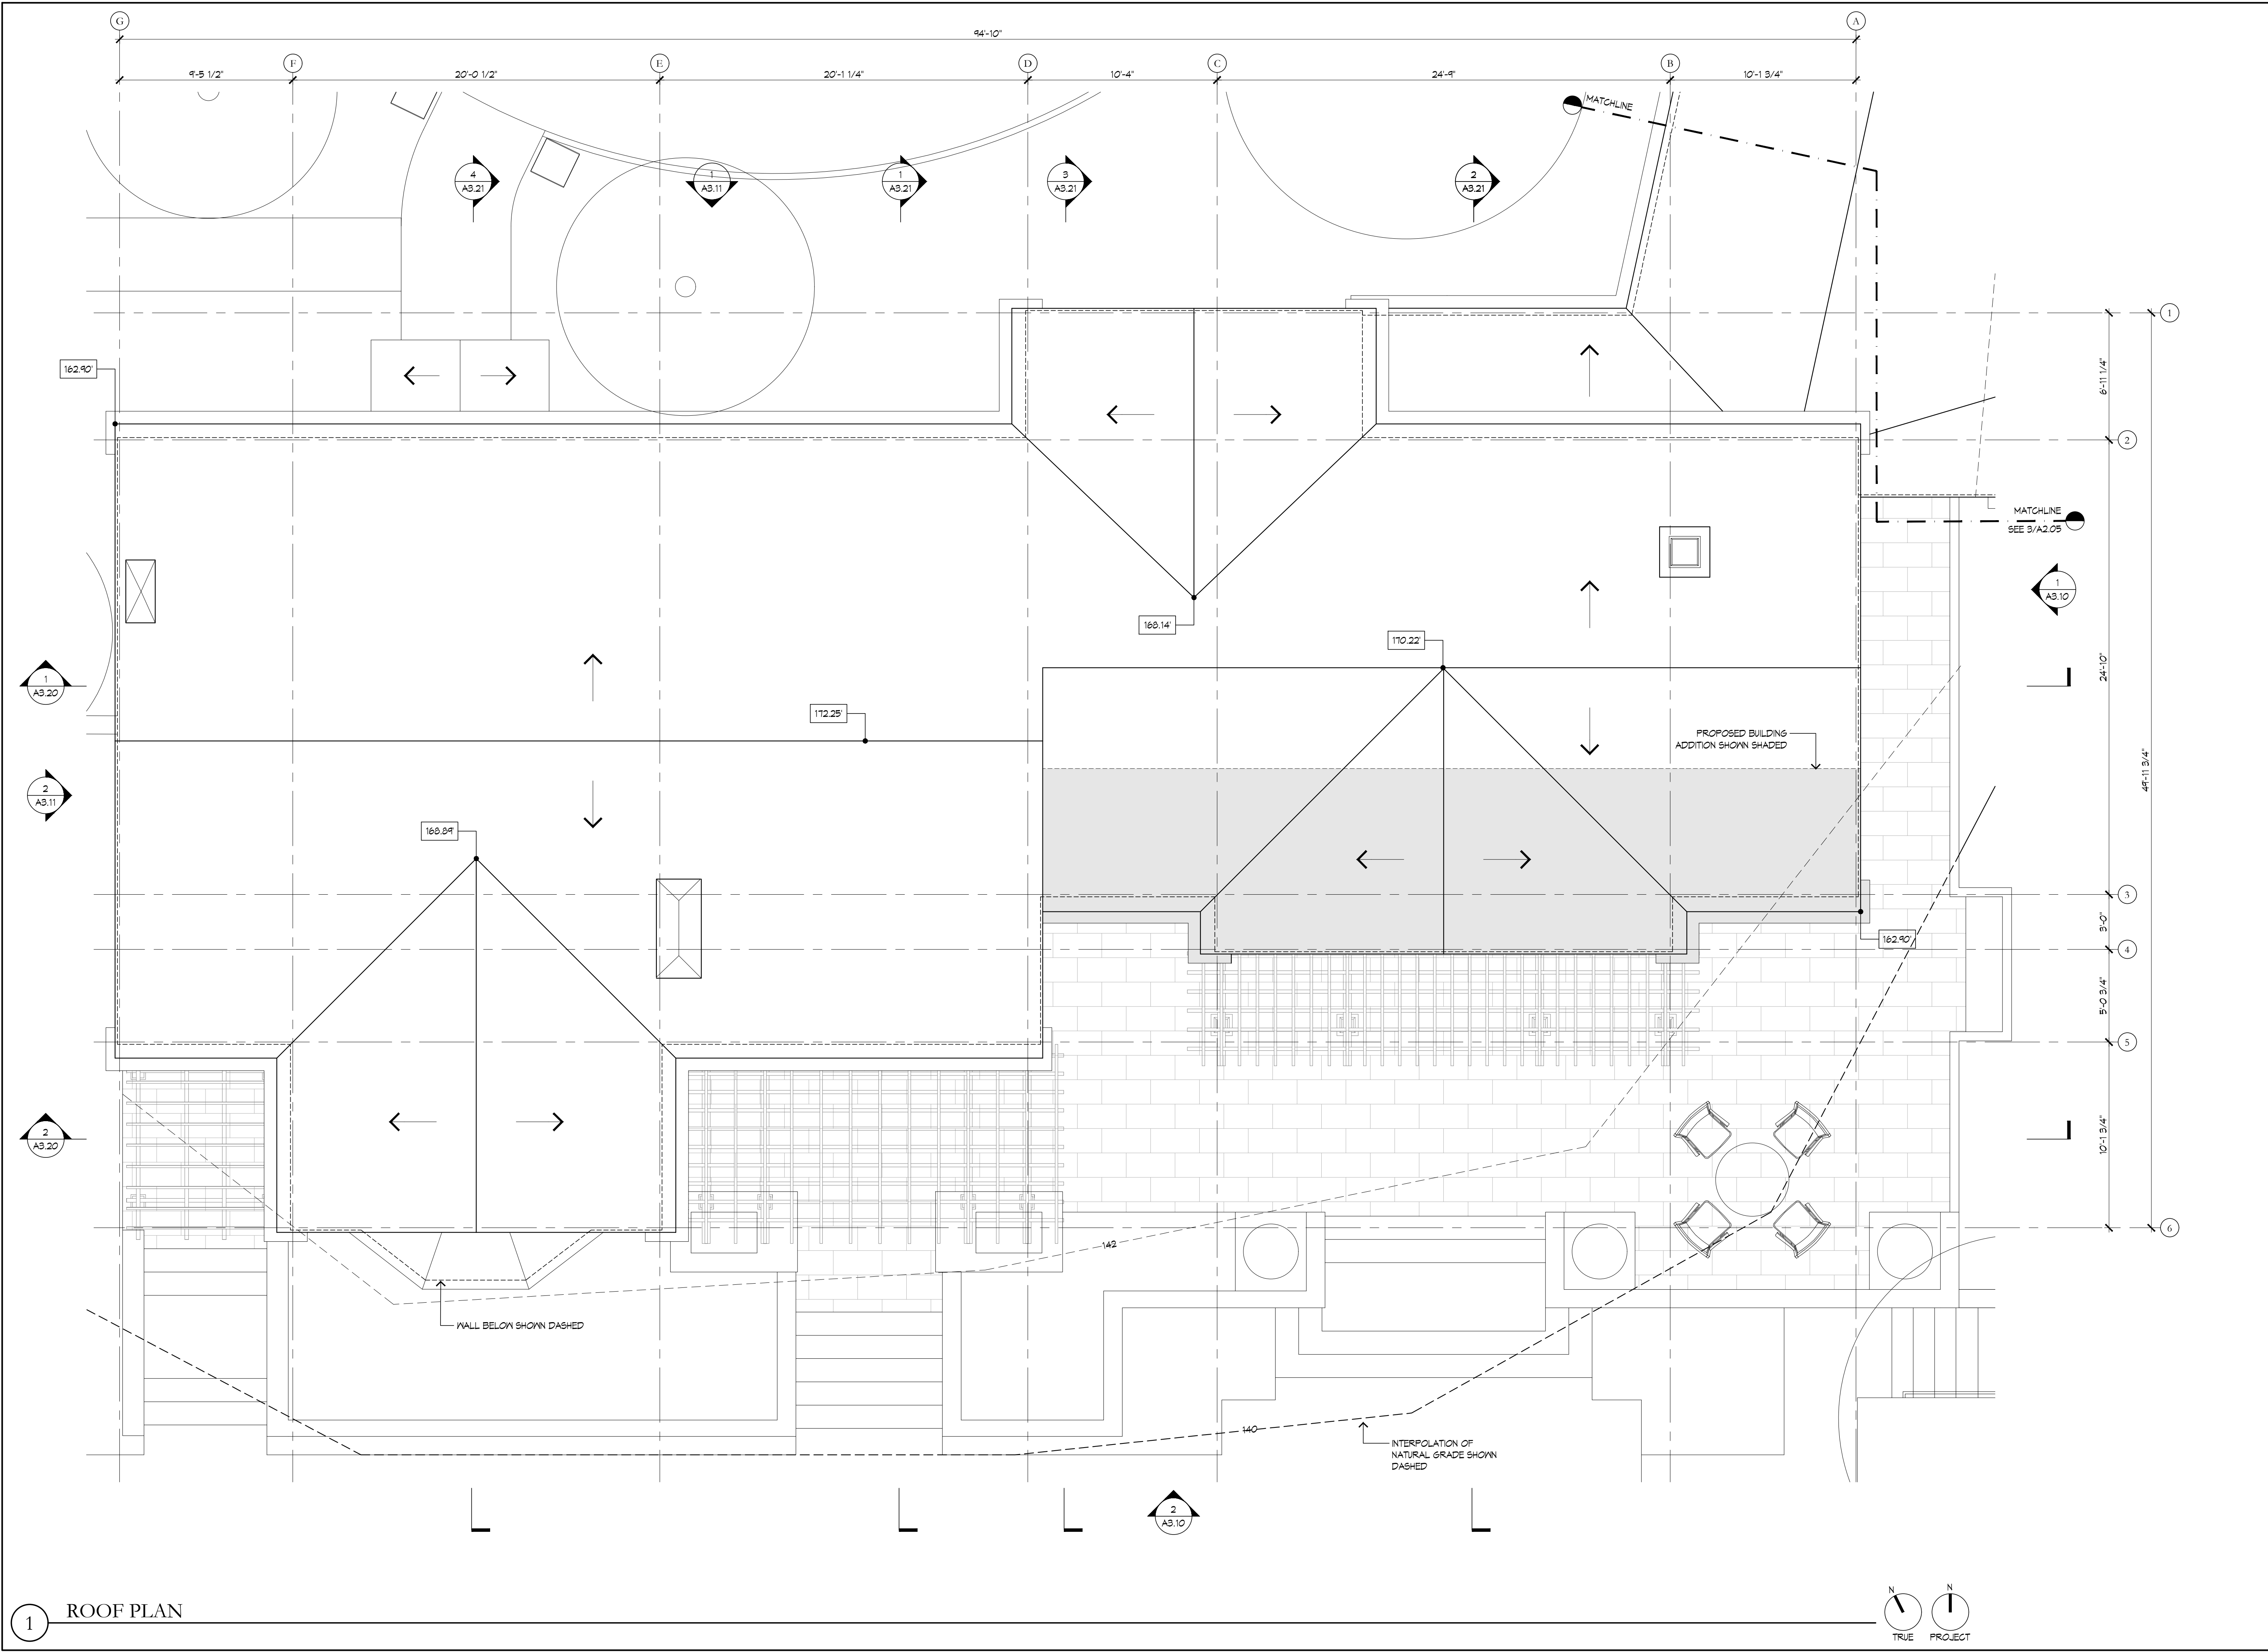 G
A
94'-10"
F
E
D
C
B
9'-5 1/2"
20'-0 1/2"
20'-1 1/4"
10'-4"
24'-9"
10'-1 3/4"
MATCHLINE
4
A3.21
1
A3.11
1
A3.21
3
A3.21
2
A3.21
1
6'-11 1/4"
162.90'
2
MATCHLINE
SEE 3/A2.05
1
A3.10
168.14'
170.22'
24'-10"
1
A3.20
172.25'
PROPOSED BUILDING
ADDITION SHOWN SHADED
49'-11 3/4"
2
A3.11
168.89'
3
3'-0"
162.90'
4
5'-0 3/4"
5
2
A3.20
10'-1 3/4"
6
142
WALL BELOW SHOWN DASHED
140
INTERPOLATION OF
NATURAL GRADE SHOWN
DASHED
2
A3.10
1
ROOF PLAN
N
TRUE
N
PROJECT